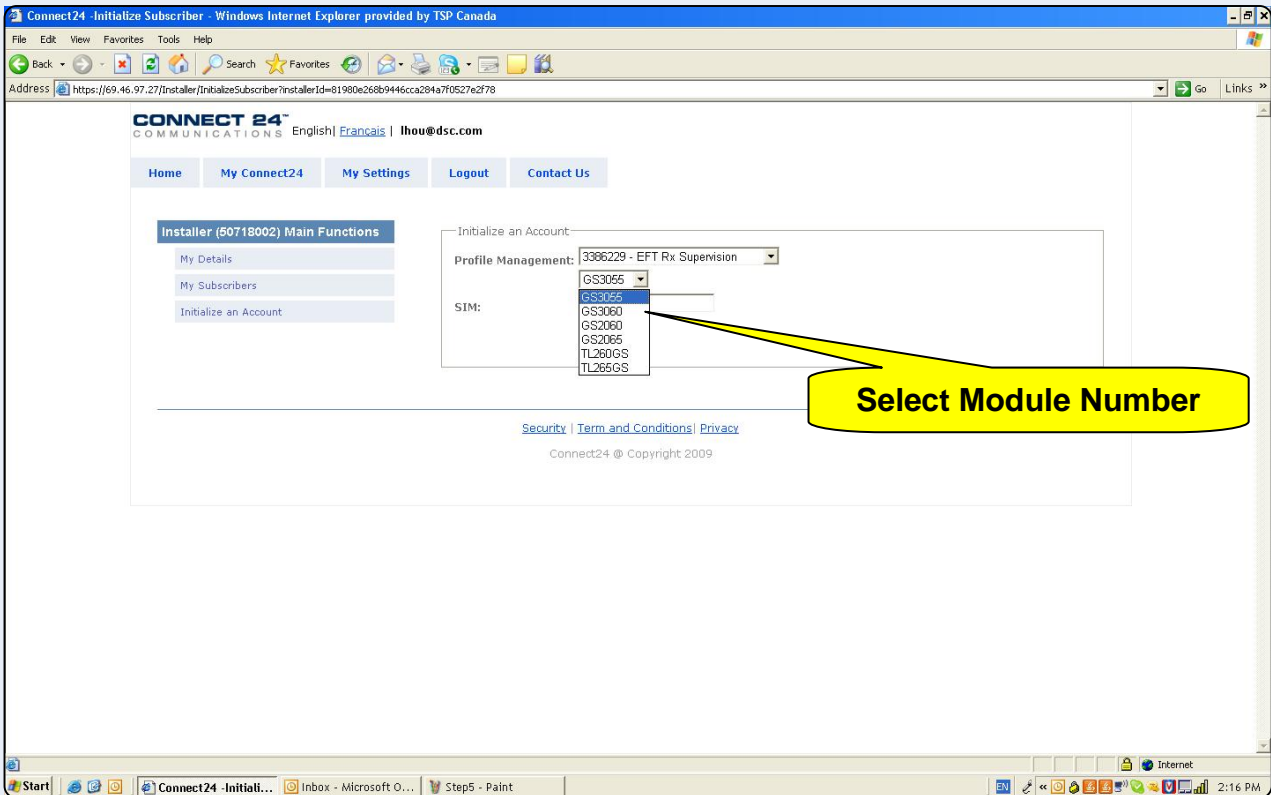 Connect24 -Initialize Subscriber - Windows Internet Explorer provided by TSP Canada
File Edit View Favorites Tools Help
Back Search Favorites
Address https://69.46.97.27/Installer/InitializeSubscriber?installerId=81980e268b9446cca284a7f0527e2f78 Go Links »
CONNECT 24™
COMMUNICATIONS English| Francais | lhou@dsc.com
Home My Connect24 My Settings Logout Contact Us
Installer (50718002) Main Functions
My Details
My Subscribers
Initialize an Account
Initialize an Account
Profile Management: 3386229 - EFT Rx Supervision
GS3055
SIM:
GS3055
GS3060
GS2060
GS2065
TL260GS
TL265GS
Select Module Number
Security | Term and Conditions| Privacy
Connect24 @ Copyright 2009
Internet
Start Connect24 -Initiali... Inbox - Microsoft O... Step5 - Paint EN « 2:16 PM